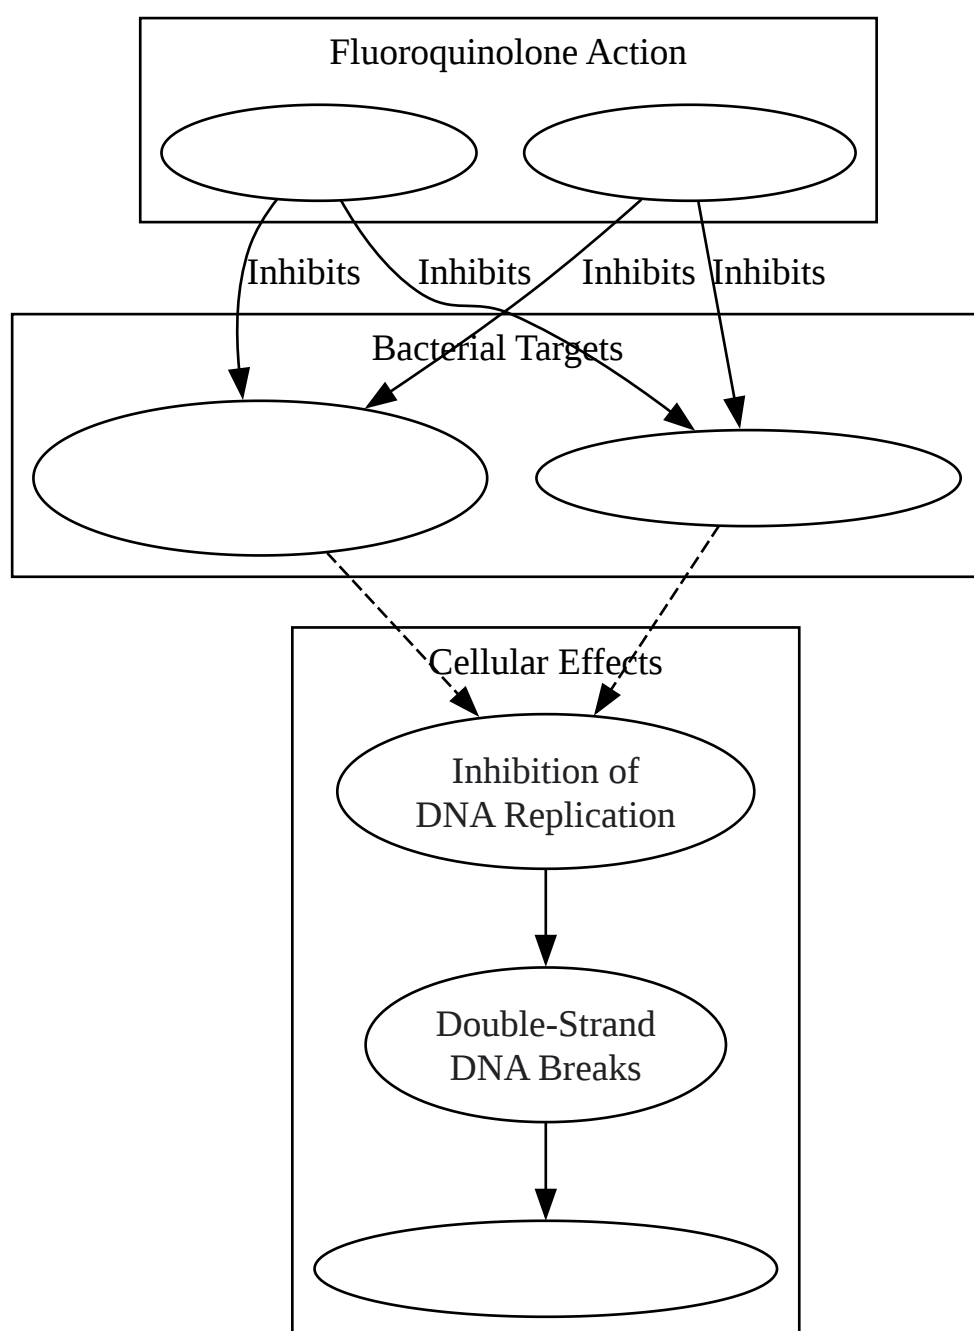 Fluoroquinolone Action
Inhibits
Inhibits
Inhibits
Inhibits
Bacterial Targets
Cellular Effects
Inhibition of
DNA Replication
Double-Strand
DNA Breaks